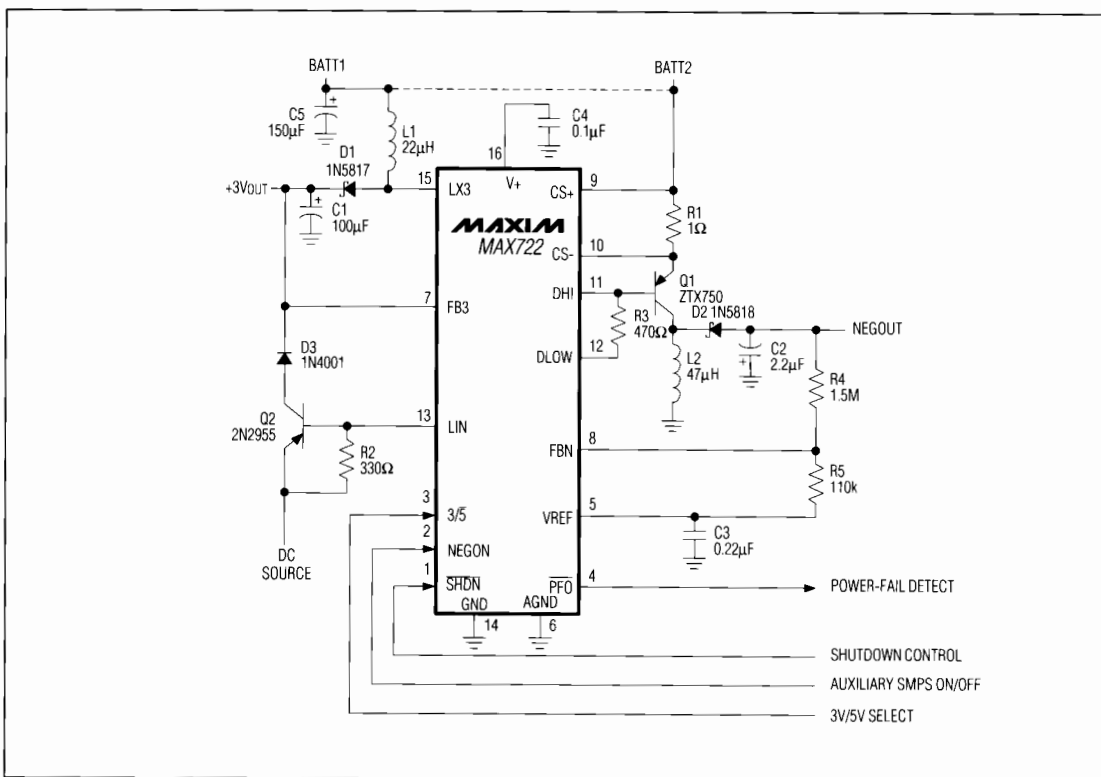 BATT1
BATT2
C5
150µF
+
L1
22µH
C4
0.1µF
16
V+
D1
1N5817
+3VOUT
15
LX3
9
CS+
+
C1
100µF
MAXIM
MAX722
R1
1Ω
10
CS-
11
DHI
Q1
ZTX750
7
FB3
R3
470Ω
D2 1N5818
NEGOUT
12
DLOW
D3
1N4001
L2
47µH
C2
2.2µF
+
R4
1.5M
Q2
2N2955
13
LIN
R2
330Ω
8
FBN
R5
110k
3
3/5̅
5
VREF
2
NEGON
C3
0.22µF
DC
SOURCE
1
S̅H̅D̅N̅
4
P̅F̅O̅
POWER-FAIL DETECT
GND
14
AGND
6
SHUTDOWN CONTROL
AUXILIARY SMPS ON/OFF
3V/5V SELECT